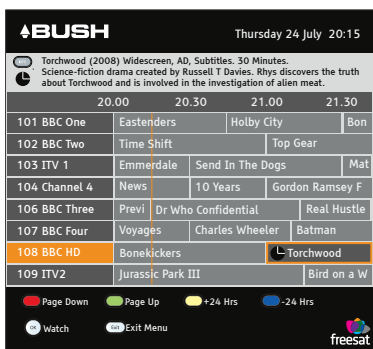 BUSH
Thursday 24 July 20:15
Torchwood (2008) Widescreen, AD, Subtitles. 30 Minutes.
Science-fiction drama created by Russell T Davies. Rhys discovers the truth
about Torchwood and is involved in the investigation of alien meat.
20.00 20.30 21.00 21.30
101 BBC One Eastenders Holby City Bon
102 BBC Two Time Shift Top Gear
103 ITV 1 Emmerdale Send In The Dogs Mat
104 Channel 4 News 10 Years Gordon Ramsey F
106 BBC Three Previ Dr Who Confidential Real Hustle
107 BBC Four Voyages Charles Wheeler Batman
108 BBC HD Bonekickers Torchwood
109 ITV2 Jurassic Park III Bird on a W
Page Down Page Up +24 Hrs -24 Hrs
OK Watch Exit Exit Menu
freesat